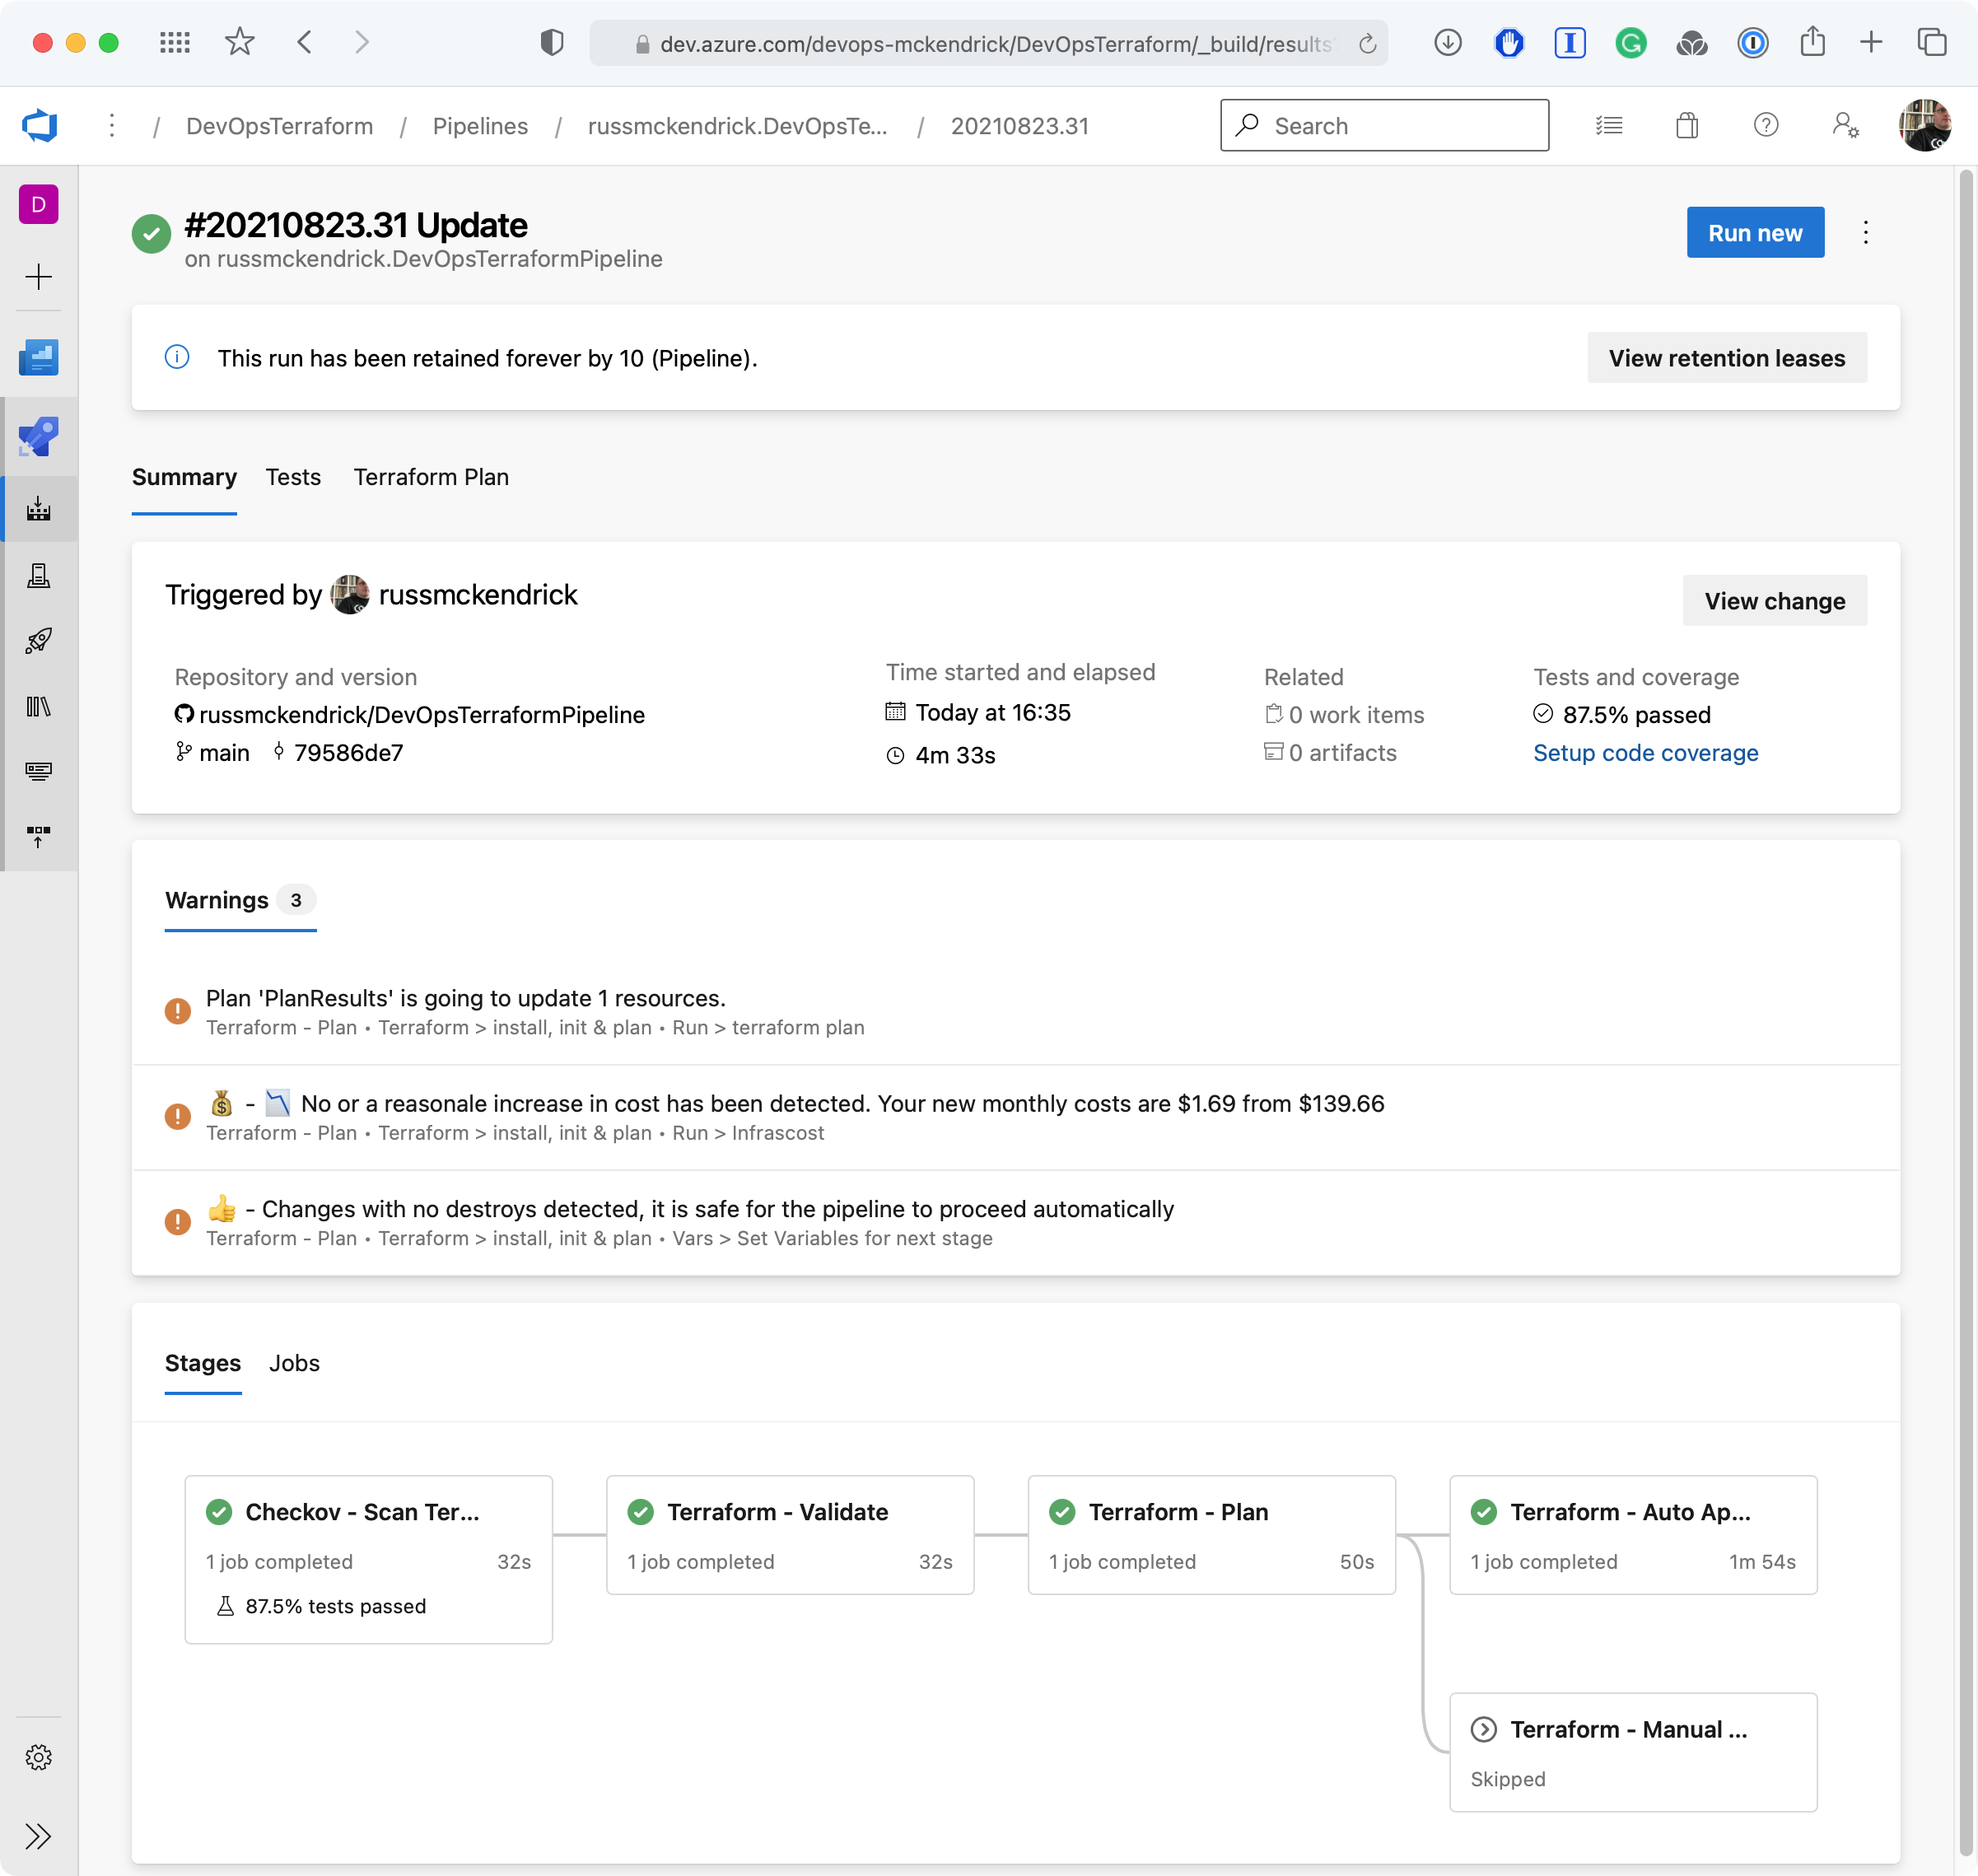 dev.azure.com/devops-mckendrick/DevOpsTerraform/_build/results
/ DevOpsTerraform / Pipelines / russmckendrick.DevOpsTe... / 20210823.31
Search
D
#20210823.31 Update
on russmckendrick.DevOpsTerraformPipeline
Run new
This run has been retained forever by 10 (Pipeline).
View retention leases
Summary Tests Terraform Plan
Triggered by russmckendrick
View change
Repository and version
russmckendrick/DevOpsTerraformPipeline
main 79586de7
Time started and elapsed
Today at 16:35
4m 33s
Related
0 work items
0 artifacts
Tests and coverage
87.5% passed
Setup code coverage
Warnings 3
Plan 'PlanResults' is going to update 1 resources.
Terraform - Plan • Terraform > install, init & plan • Run > terraform plan
💰 - 📉 No or a reasonale increase in cost has been detected. Your new monthly costs are $1.69 from $139.66
Terraform - Plan • Terraform > install, init & plan • Run > Infrascost
👍 - Changes with no destroys detected, it is safe for the pipeline to proceed automatically
Terraform - Plan • Terraform > install, init & plan • Vars > Set Variables for next stage
Stages Jobs
Checkov - Scan Ter...
1 job completed 32s
87.5% tests passed
Terraform - Validate
1 job completed 32s
Terraform - Plan
1 job completed 50s
Terraform - Auto Ap...
1 job completed 1m 54s
Terraform - Manual ...
Skipped